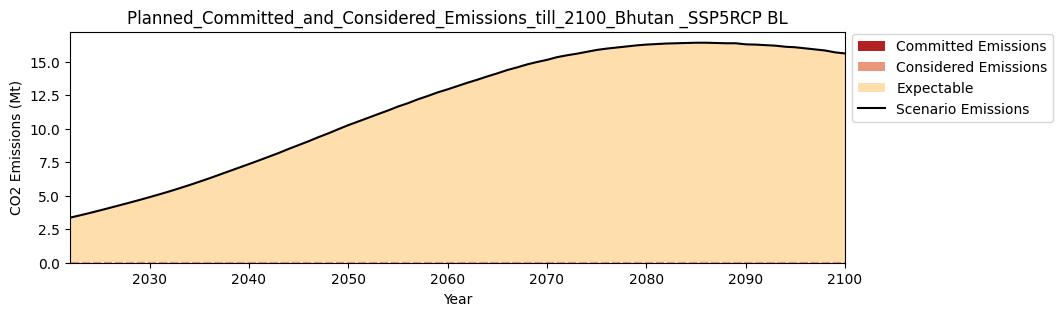 Planned_Committed_and_Considered_Emissions_till_2100_Bhutan _SSP5RCP BL
CO2 Emissions (Mt)
15.0
12.5
10.0
7.5
5.0
2.5
0.0
2030 2040 2050 2060 2070 2080 2090 2100
Year
Committed Emissions
Considered Emissions
Expectable
Scenario Emissions